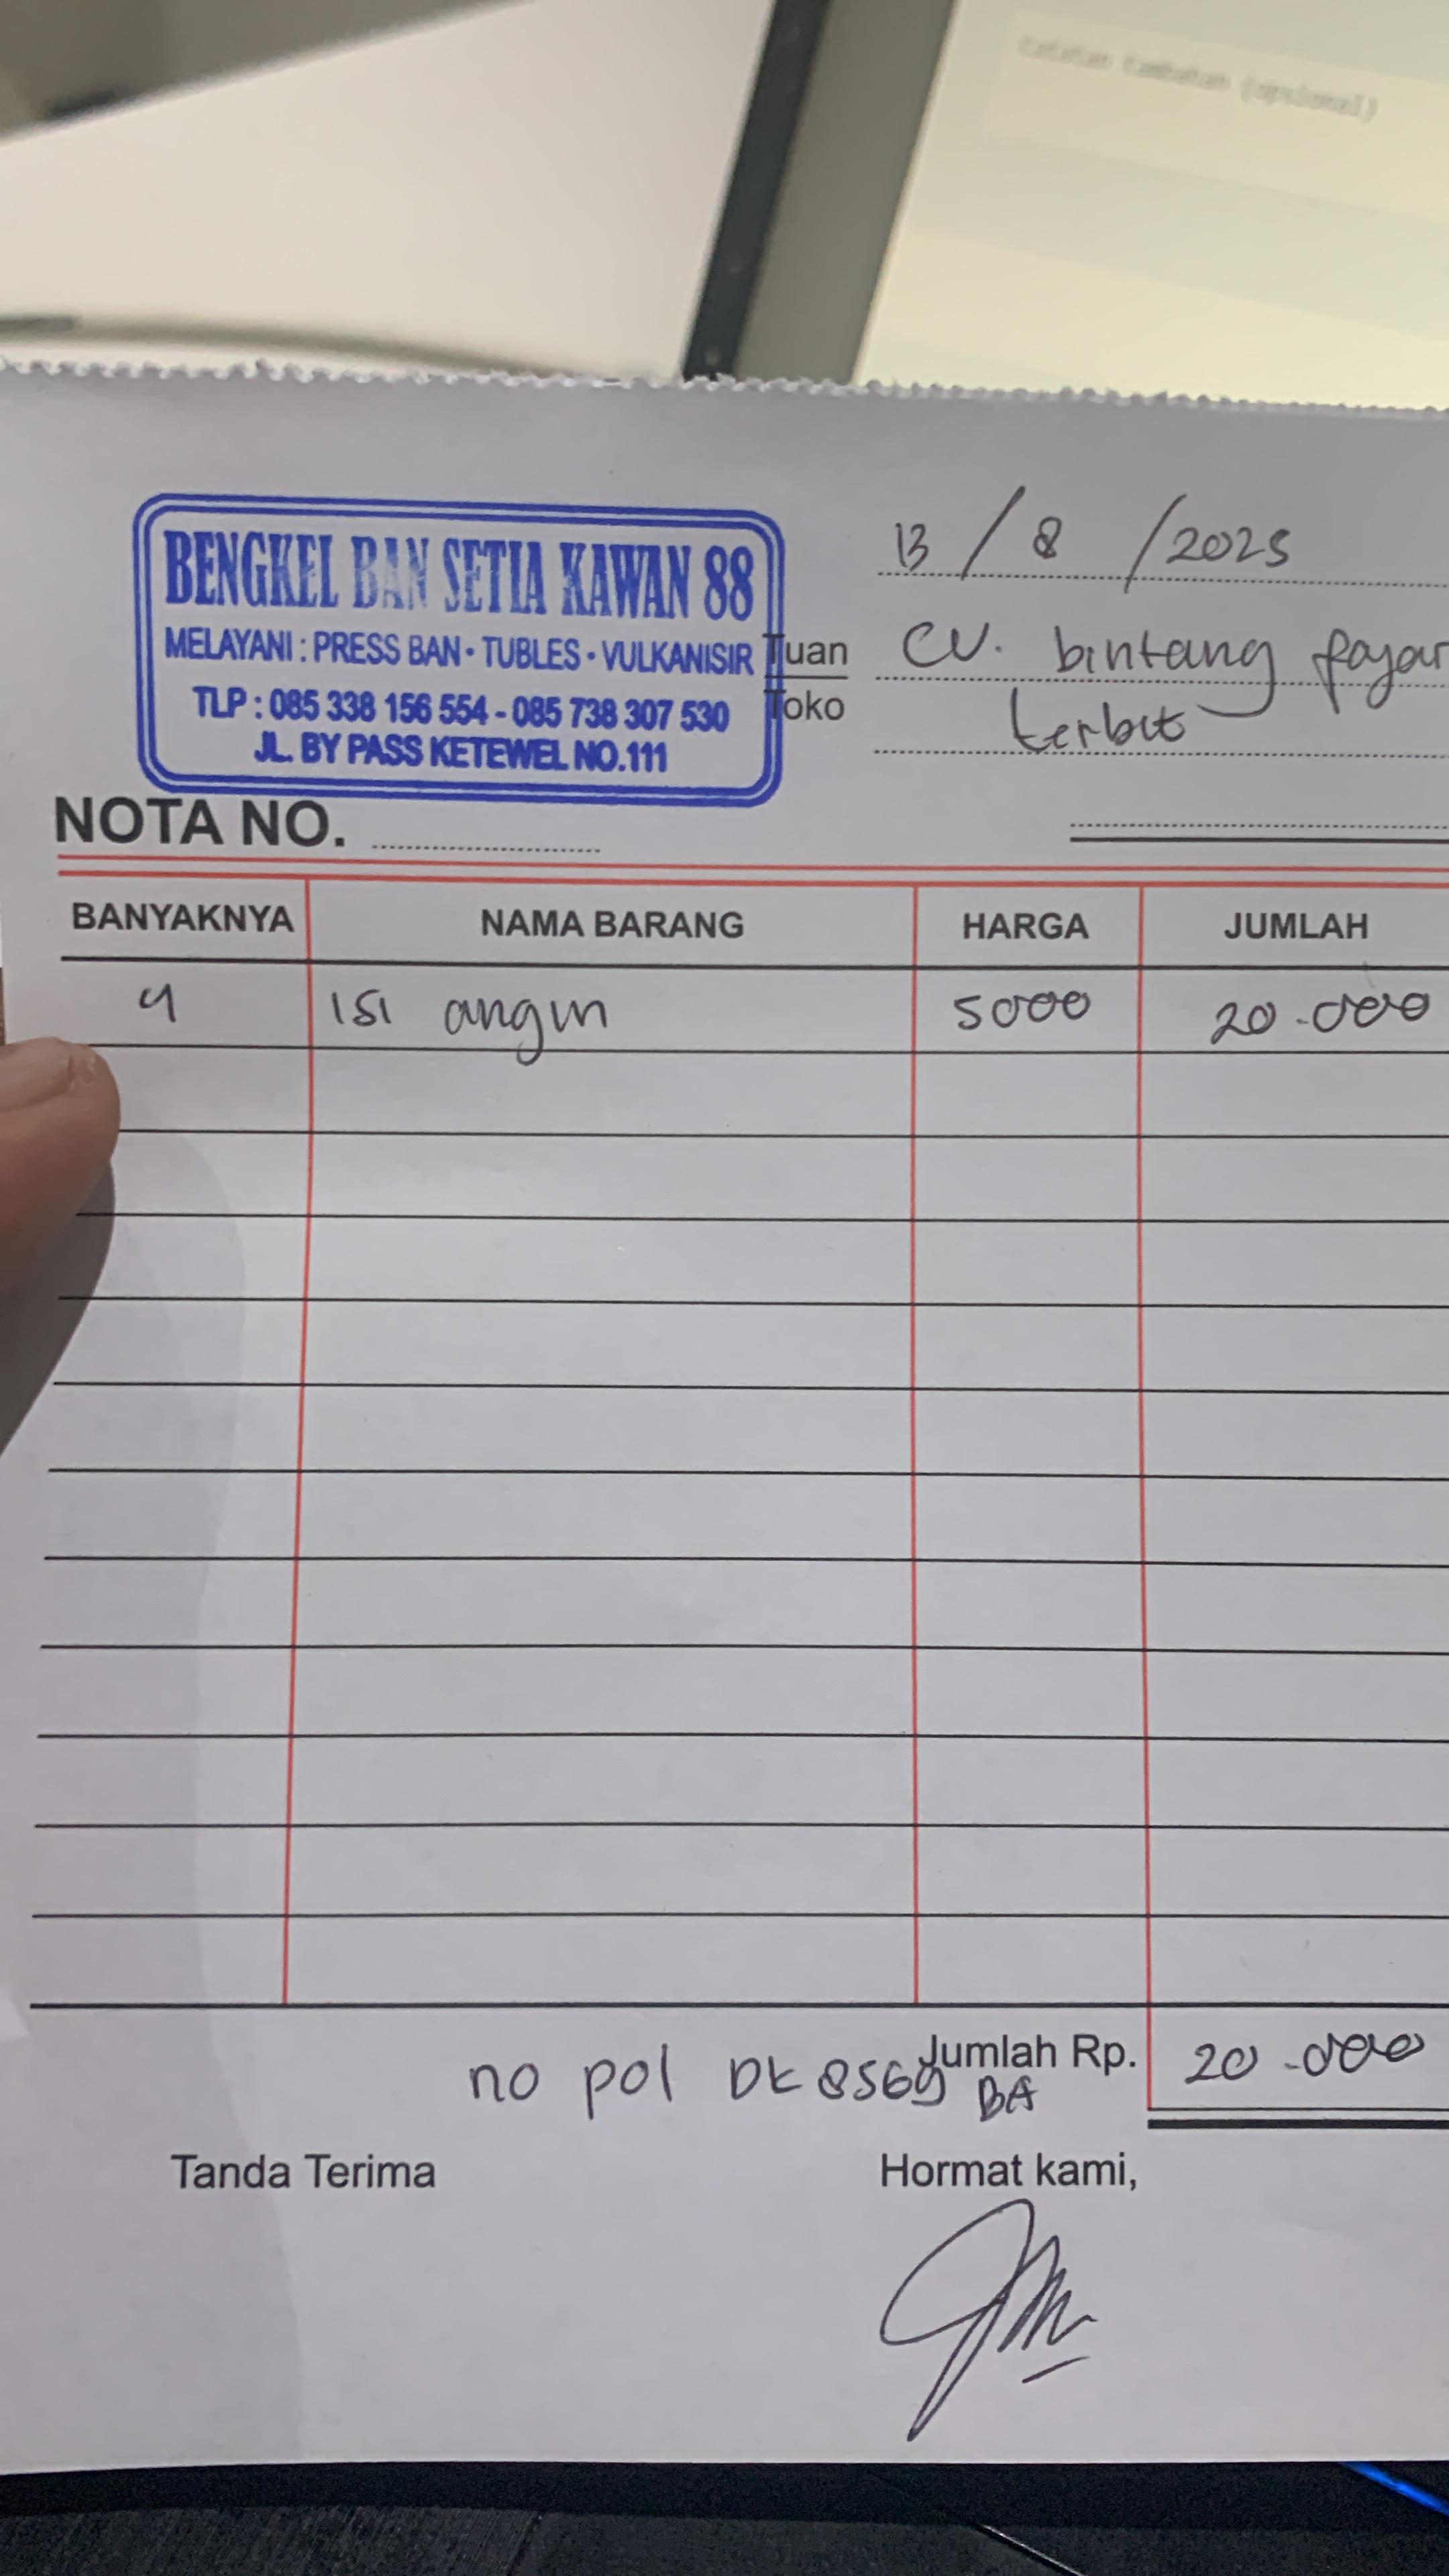 Catatan tambahan (opsional)
13 / 8 / 2025
BENGKEL BAN SETIA KAWAN 88
MELAYANI : PRESS BAN • TUBLES • VULKANISIR
TLP : 085 338 156 554 - 085 738 307 530
JL. BY PASS KETEWEL NO.111
Tuan CV. bintang fajar
Toko terbit
NOTA NO.
BANYAKNYA NAMA BARANG HARGA JUMLAH
4 isi angin 5000 20.000
Jumlah Rp. 20.000
no pol DK 8569 BA
Tanda Terima Hormat kami,